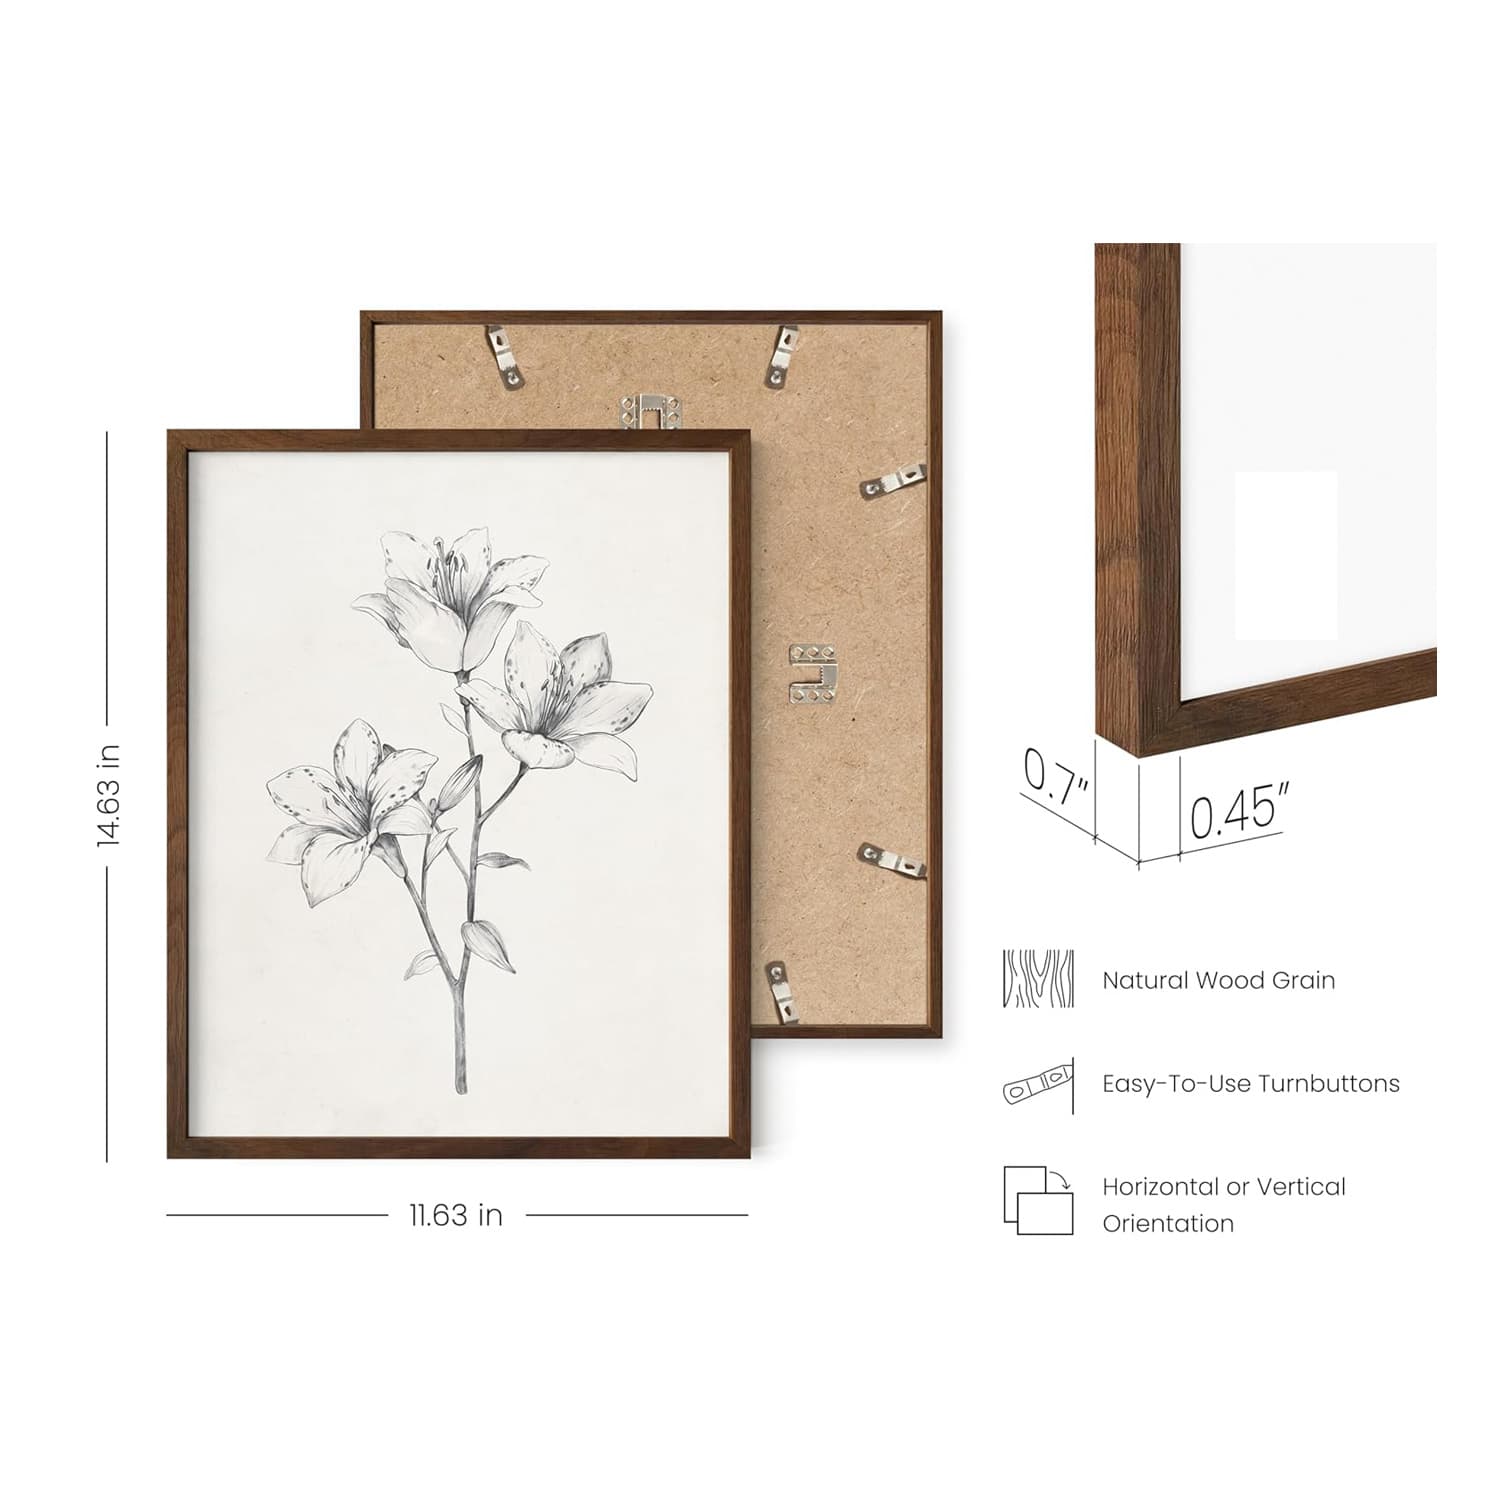 14.63 in
11.63 in
0.7"
0.45"
Natural Wood Grain
Easy-To-Use Turnbuttons
Horizontal or Vertical
Orientation